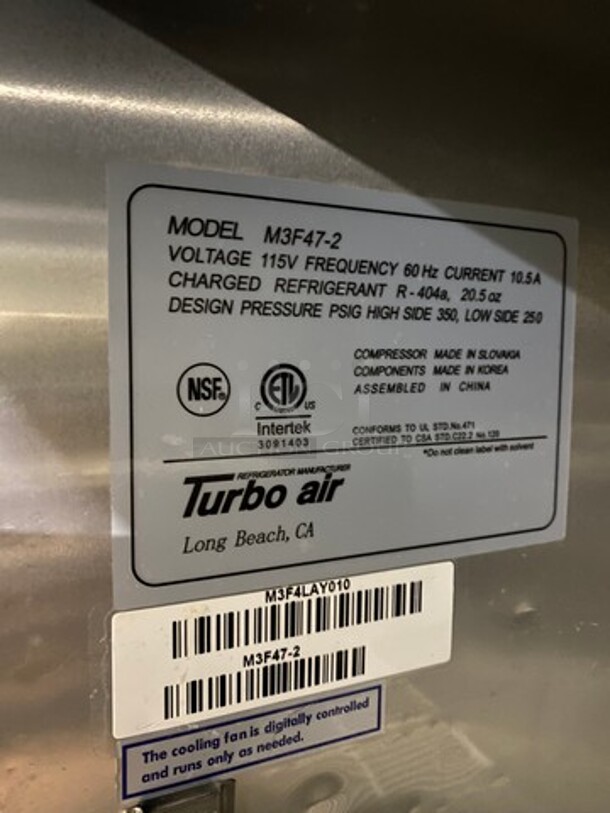 MODEL M3F47-2
VOLTAGE 115V FREQUENCY 60 Hz CURRENT 10.5 A
CHARGED REFRIGERANT R-404a, 20.5 oz
DESIGN PRESSURE PSIG HIGH SIDE 350, LOW SIDE 250
NSF®
C ETL US
Intertek
3091403
COMPRESSOR MADE IN SLOVAKIA
COMPONENTS MADE IN KOREA
ASSEMBLED IN CHINA
CONFORMS TO UL STD.No.471
CERTIFIED TO CSA STD.C22.2 No.120
*Do not clean label with solvent
AUCTION GROUP
REFRIGERATOR MANUFACTURER
Turbo air
Long Beach, CA
M3F4LAY010
M3F47-2
The cooling fan is digitally controlled
and runs only as needed.